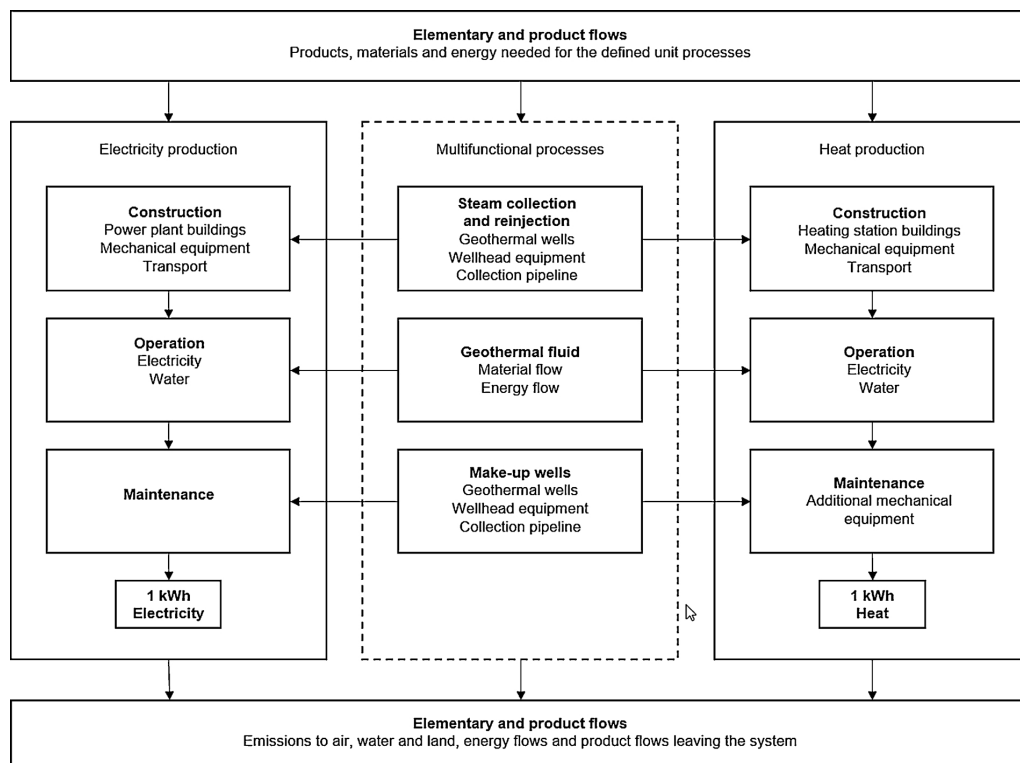 Elementary and product flows
Products, materials and energy needed for the defined unit processes
Electricity production
Construction
Power plant buildings
Mechanical equipment
Transport
Operation
Electricity
Water
Maintenance
1 kWh
Electricity
Multifunctional processes
Steam collection
and reinjection
Geothermal wells
Wellhead equipment
Collection pipeline
Geothermal fluid
Material flow
Energy flow
Make-up wells
Geothermal wells
Wellhead equipment
Collection pipeline
Heat production
Construction
Heating station buildings
Mechanical equipment
Transport
Operation
Electricity
Water
Maintenance
Additional mechanical
equipment
1 kWh
Heat
Elementary and product flows
Emissions to air, water and land, energy flows and product flows leaving the system